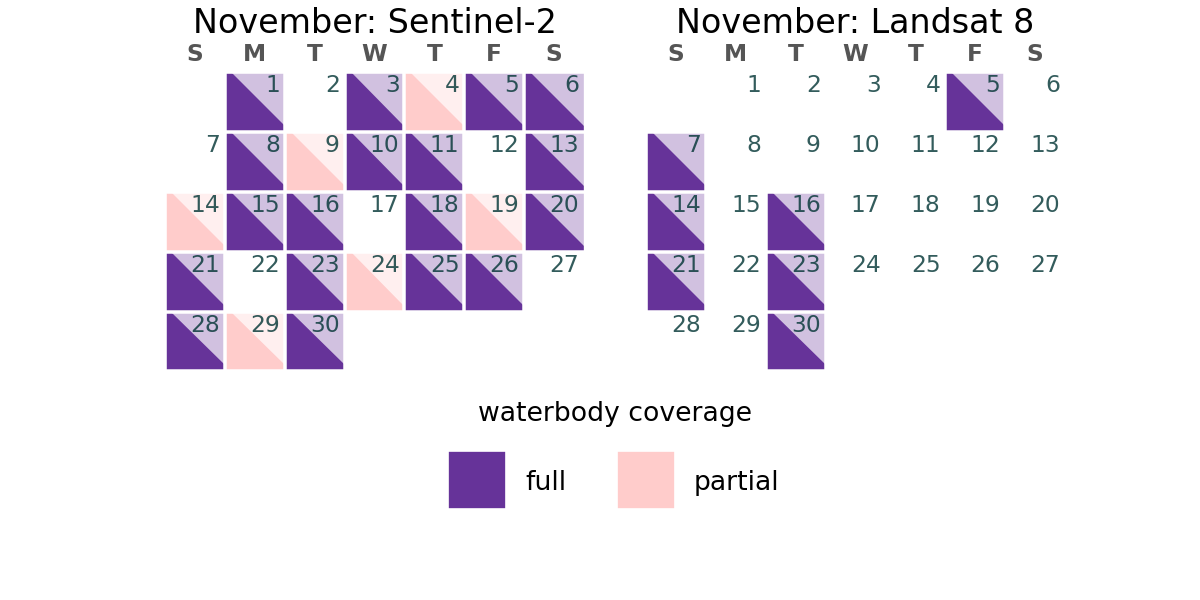 November: Sentinel-2
S M T W T F S
1 2 3 4 5 6
7 8 9 10 11 12 13
14 15 16 17 18 19 20
21 22 23 24 25 26 27
28 29 30
November: Landsat 8
S M T W T F S
1 2 3 4 5 6
7 8 9 10 11 12 13
14 15 16 17 18 19 20
21 22 23 24 25 26 27
28 29 30
waterbody coverage
full partial